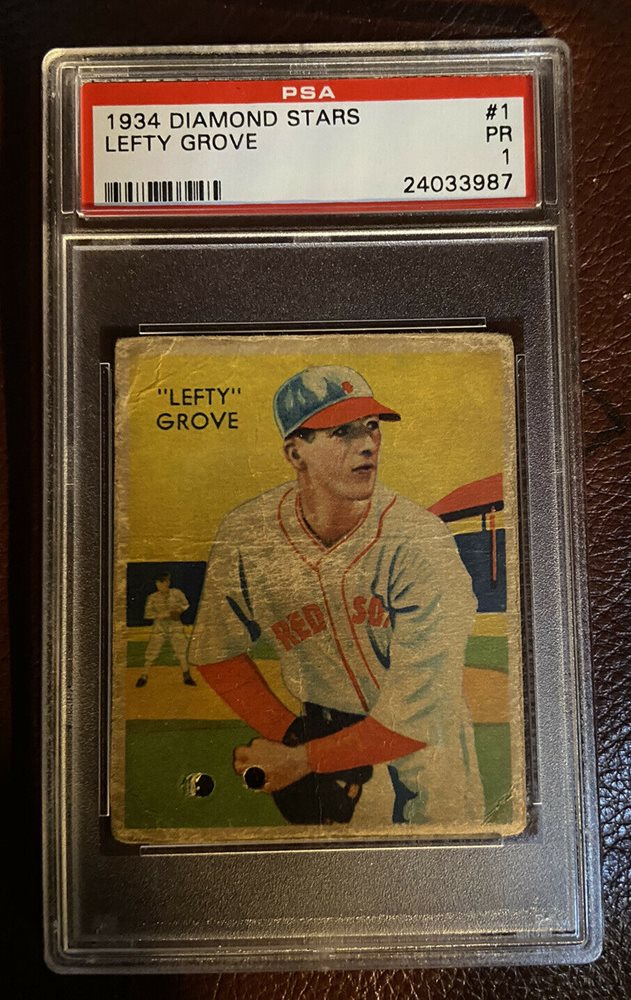 PSA
1934 DIAMOND STARS #1
LEFTY GROVE PR
1
24033987
"LEFTY"
GROVE
RED SOX